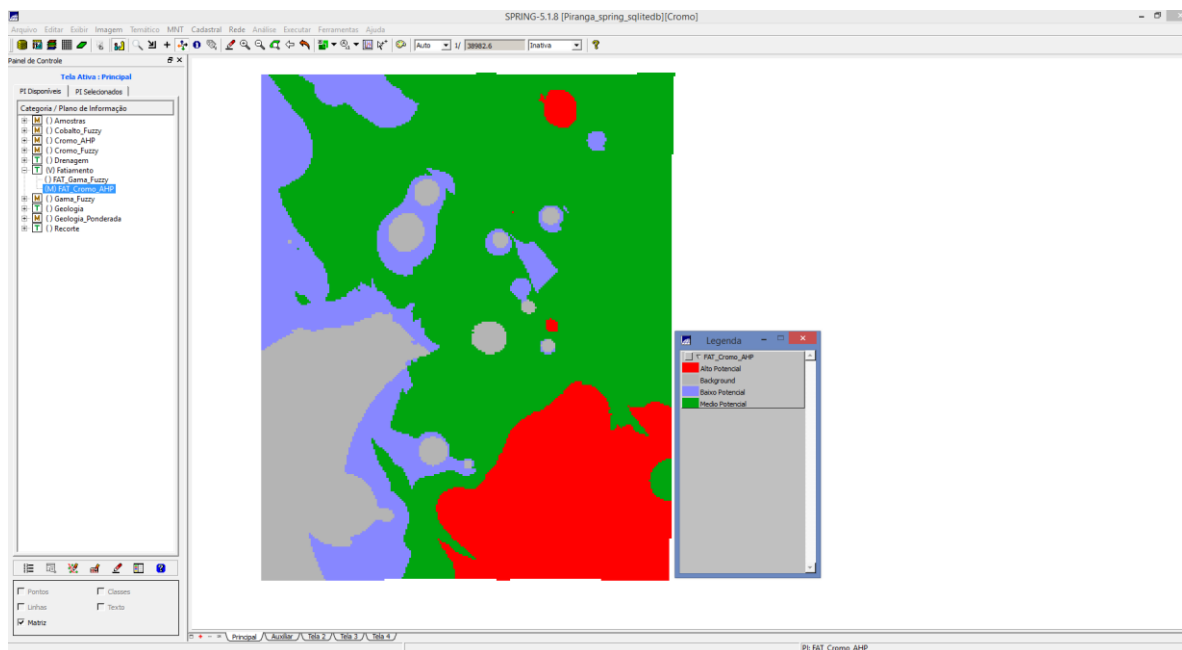 SPRING-5.1.8 [Piranga_spring_sqlitedb][Cromo]
Arquivo Editar Exibir Imagem Temático MNT Cadastral Rede Análise Executar Ferramentas Ajuda
Auto 1/ 38982.6 Inativa
Painel de Controle
Tela Ativa : Principal
PI Disponíveis PI Selecionados
Categoria / Plano de Informação
M () Amostras
M () Cobalto_Fuzzy
M () Cromo_AHP
M () Cromo_Fuzzy
T () Drenagem
T (V) Fatiamento
() FAT_Gama_Fuzzy
(M) FAT_Cromo_AHP
M () Gama_Fuzzy
T () Geologia
M () Geologia_Ponderada
T () Recorte
Legenda
T FAT_Cromo_AHP
Alto Potencial
Background
Baixo Potencial
Medio Potencial
Pontos Classes
Linhas Texto
Matriz
Principal Auxiliar Tela 2 Tela 3 Tela 4
PI: FAT_Cromo_AHP